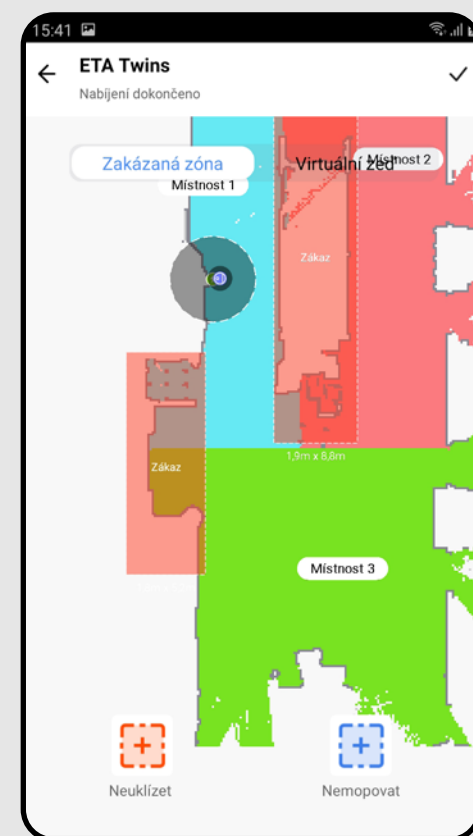 15:41
ETA Twins
Nabíjení dokončeno
Zakázaná zóna
Virtuální zeď
Místnost 2
Místnost 1
Zákaz
1,9m x 8,8m
Zákaz
Místnost 3
Neuklízet
Nemopovat